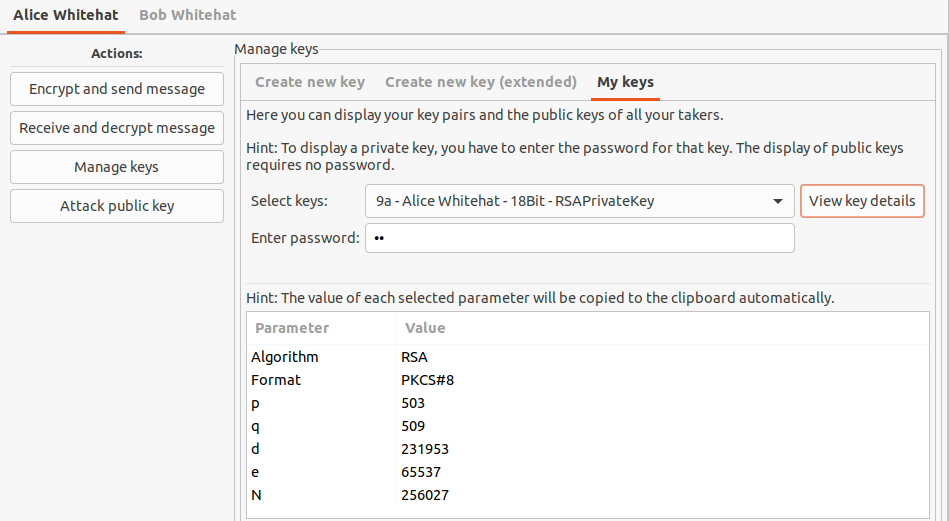 Alice Whitehat Bob Whitehat
Actions:
Encrypt and send message
Receive and decrypt message
Manage keys
Attack public key
Manage keys
Create new key Create new key (extended) My keys
Here you can display your key pairs and the public keys of all your takers.
Hint: To display a private key, you have to enter the password for that key. The display of public keys
requires no password.
Select keys: 9a - Alice Whitehat - 18Bit - RSAPrivateKey View key details
Enter password: ••
Hint: The value of each selected parameter will be copied to the clipboard automatically.
Parameter Value
Algorithm RSA
Format PKCS#8
p 503
q 509
d 231953
e 65537
N 256027